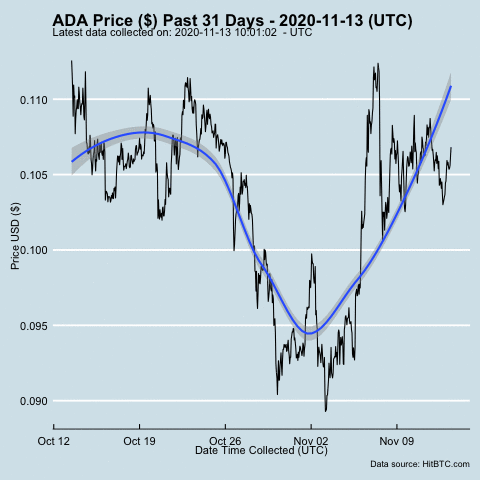 ADA Price ($) Past 31 Days - 2020-11-13 (UTC)
Latest data collected on: 2020-11-13 10:01:02  - UTC
Price USD ($)
0.110
0.105
0.100
0.095
0.090
Oct 12
Oct 19
Oct 26
Nov 02
Nov 09
Date Time Collected (UTC)
Data source: HitBTC.com